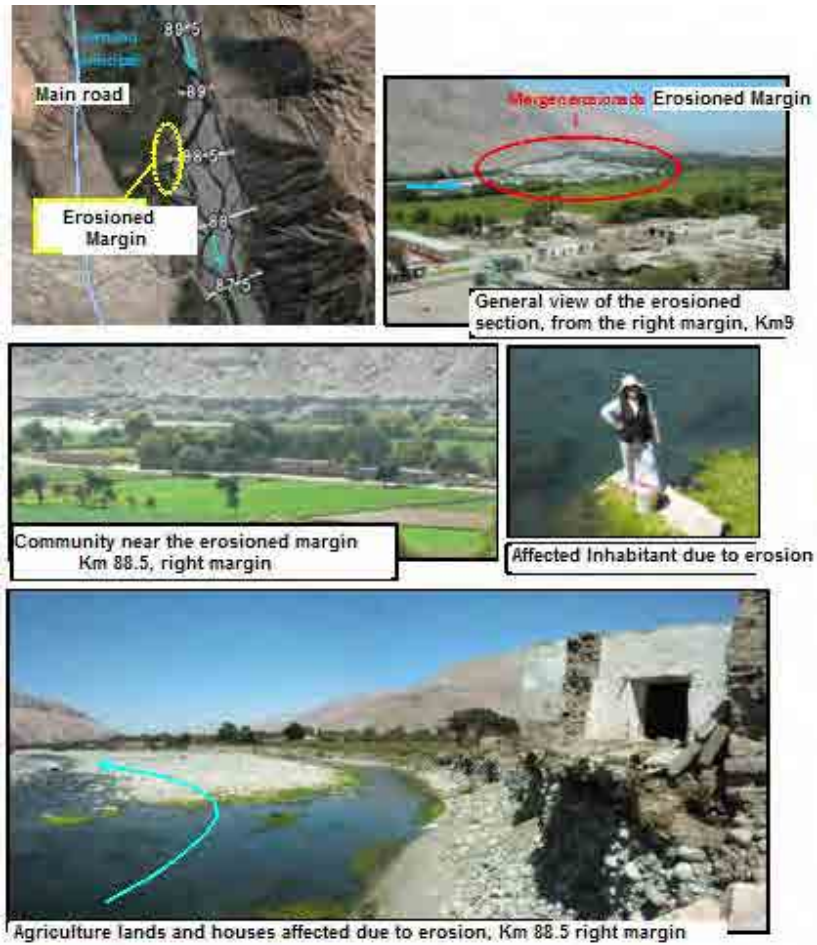 89·5
Main road
89
88·5
Erosioned
Margin
88
87·5
Erosioned Margin
General view of the erosioned
section, from the right margin, Km9
Community near the erosioned margin
Km 88.5, right margin
Affected Inhabitant due to erosion
Agriculture lands and houses affected due to erosion, Km 88.5 right margin